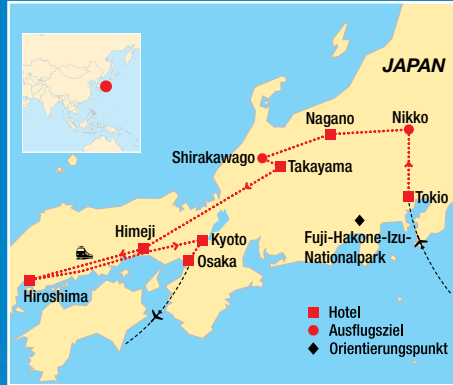 JAPAN
Nagano
Nikko
Shirakawago
Takayama
Tokio
Himeji
Kyoto
Fuji-Hakone-Izu-
Nationalpark
Osaka
Hiroshima
Hotel
Ausflugsziel
Orientierungspunkt